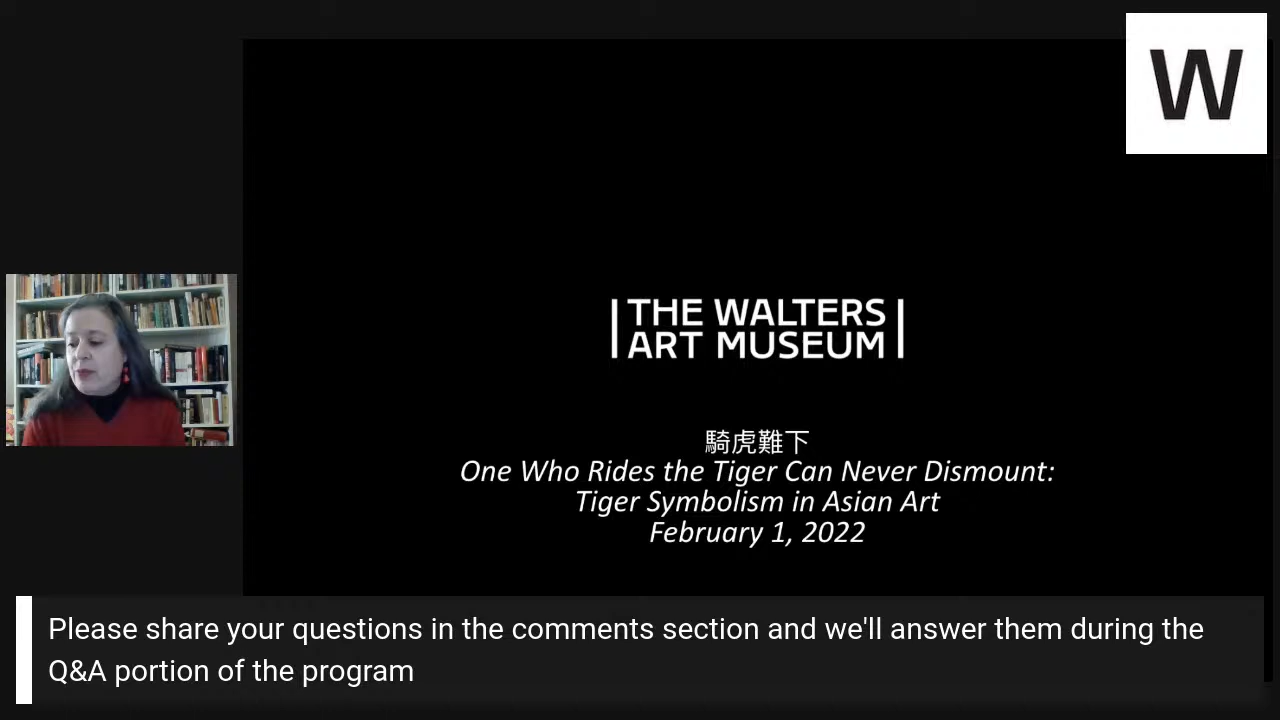 W
THE WALTERS
ART MUSEUM
騎虎難下
One Who Rides the Tiger Can Never Dismount:
Tiger Symbolism in Asian Art
February 1, 2022
Please share your questions in the comments section and we'll answer them during the
Q&A portion of the program